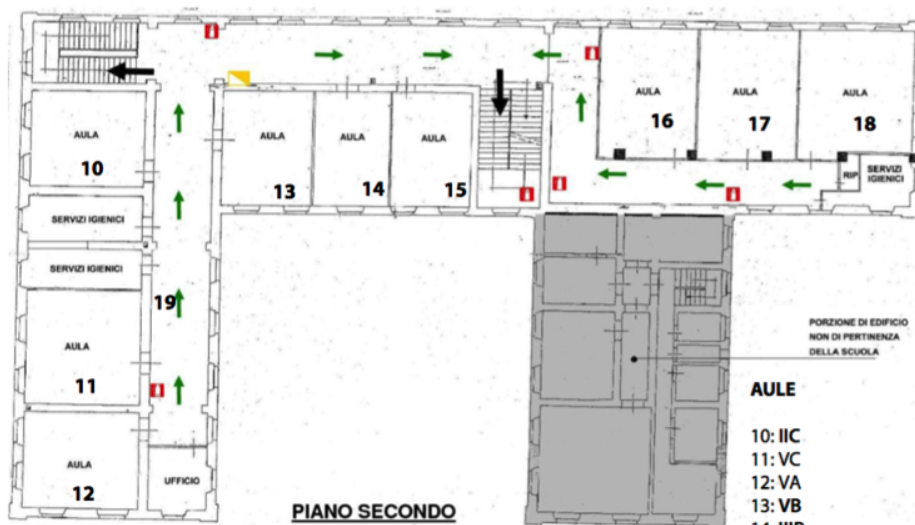 AULA
10
SERVIZI IGIENICI
SERVIZI IGIENICI
19
AULA
11
AULA
12
UFFICIO
AULA
13
AULA
14
AULA
15
AULA
16
AULA
17
AULA
18
RIP
SERVIZI
IGIENICI
PORZIONE DI EDIFICIO
NON DI PERTINENZA
DELLA SCUOLA
PIANO SECONDO
AULE
10: IIC
11: VC
12: VA
13: VB